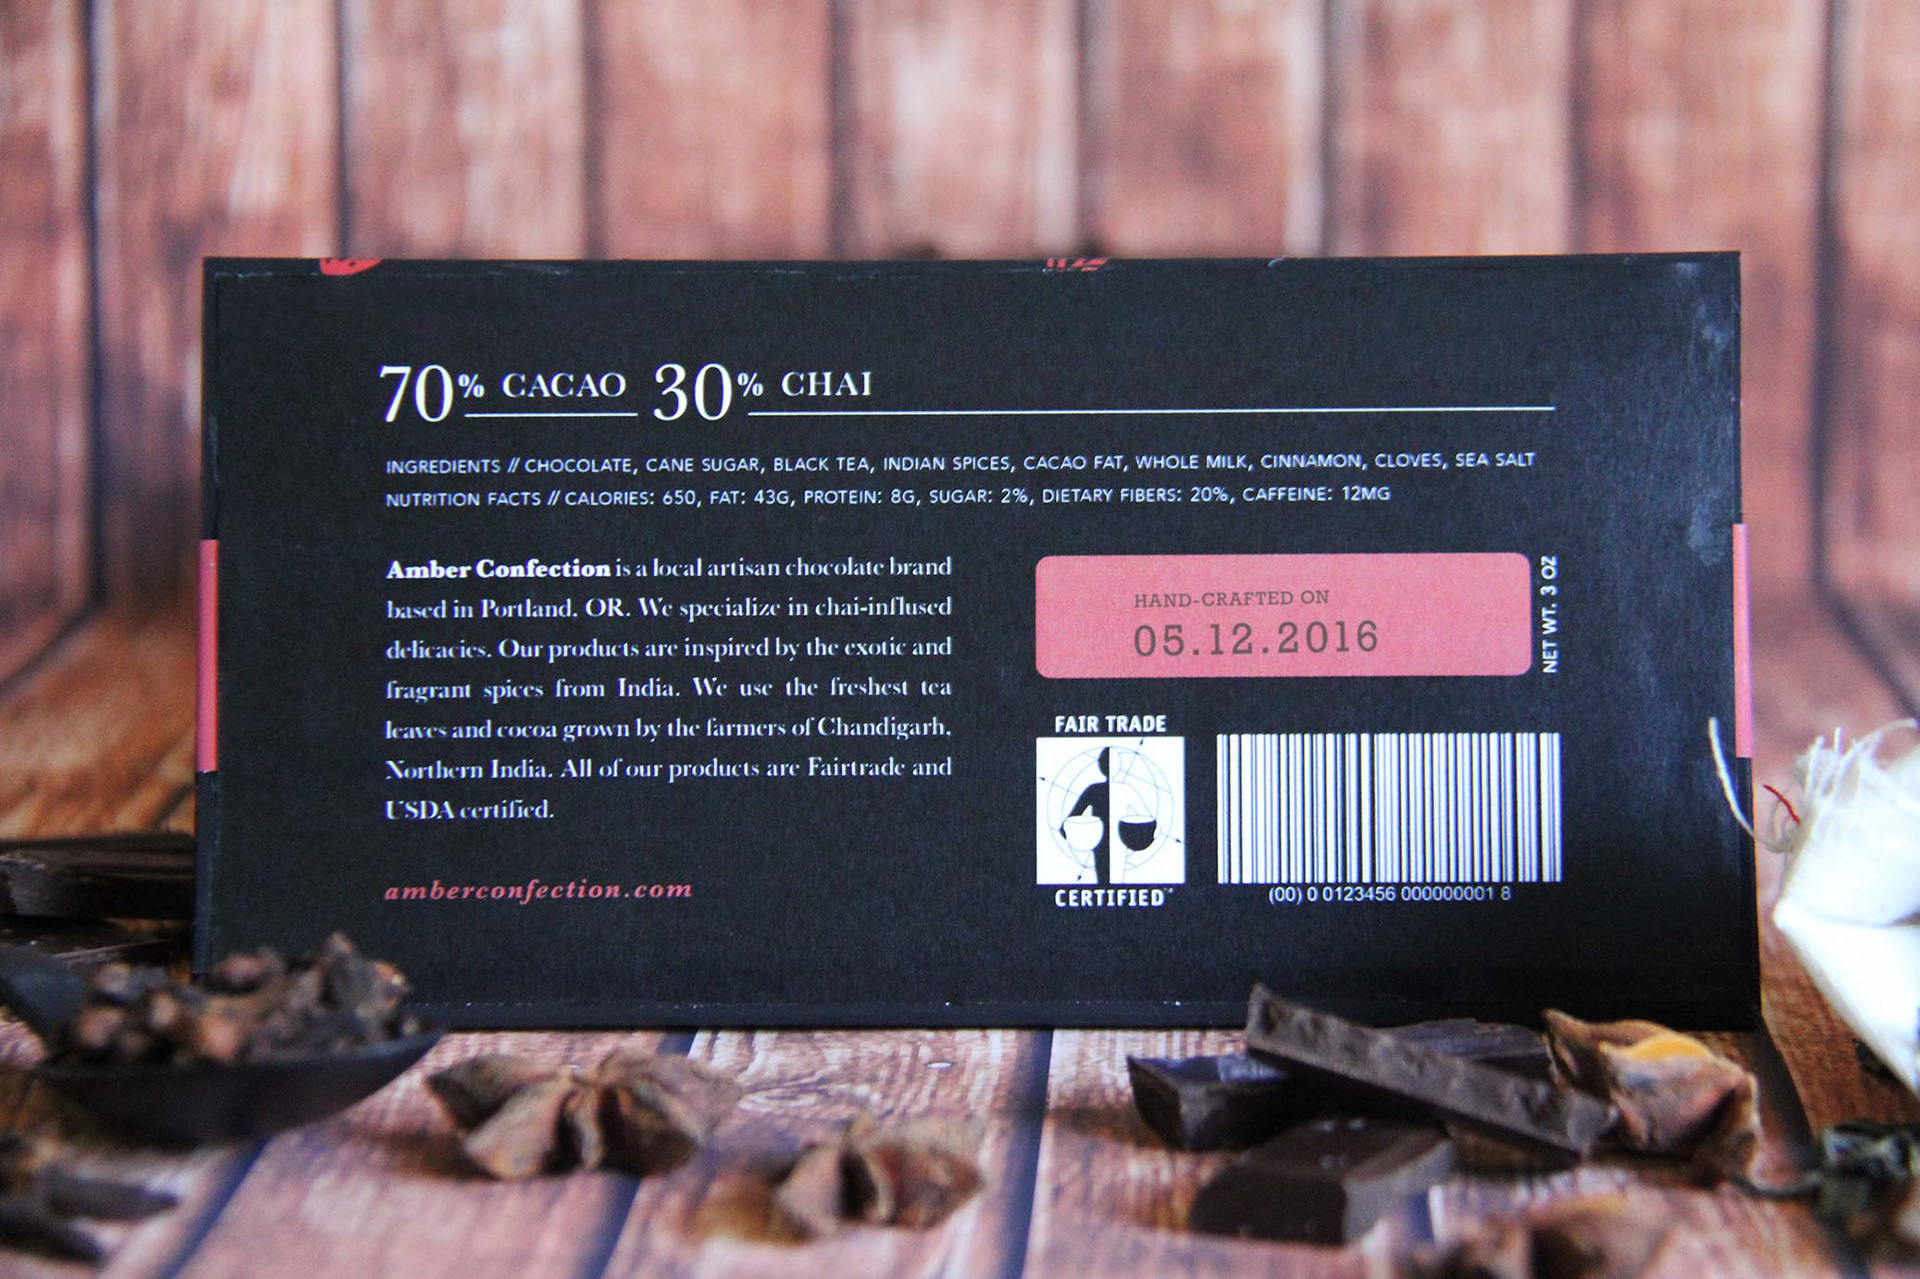 70% CACAO 30% CHAI
INGREDIENTS // CHOCOLATE, CANE SUGAR, BLACK TEA, INDIAN SPICES, CACAO FAT, WHOLE MILK, CINNAMON, CLOVES, SEA SALT
NUTRITION FACTS // CALORIES: 650, FAT: 43G, PROTEIN: 8G, SUGAR: 2%, DIETARY FIBERS: 20%, CAFFEINE: 12MG
Amber Confection is a local artisan chocolate brand
based in Portland, OR. We specialize in chai-inflused
delicacies. Our products are inspired by the exotic and
fragrant spices from India. We use the freshest tea
leaves and cocoa grown by the farmers of Chandigarh,
Northern India. All of our products are Fairtrade and
USDA certified.
amberconfection.com
HAND-CRAFTED ON
05.12.2016
NET WT. 3 OZ
FAIR TRADE
CERTIFIED™
(00) 0 0123456 000000001 8